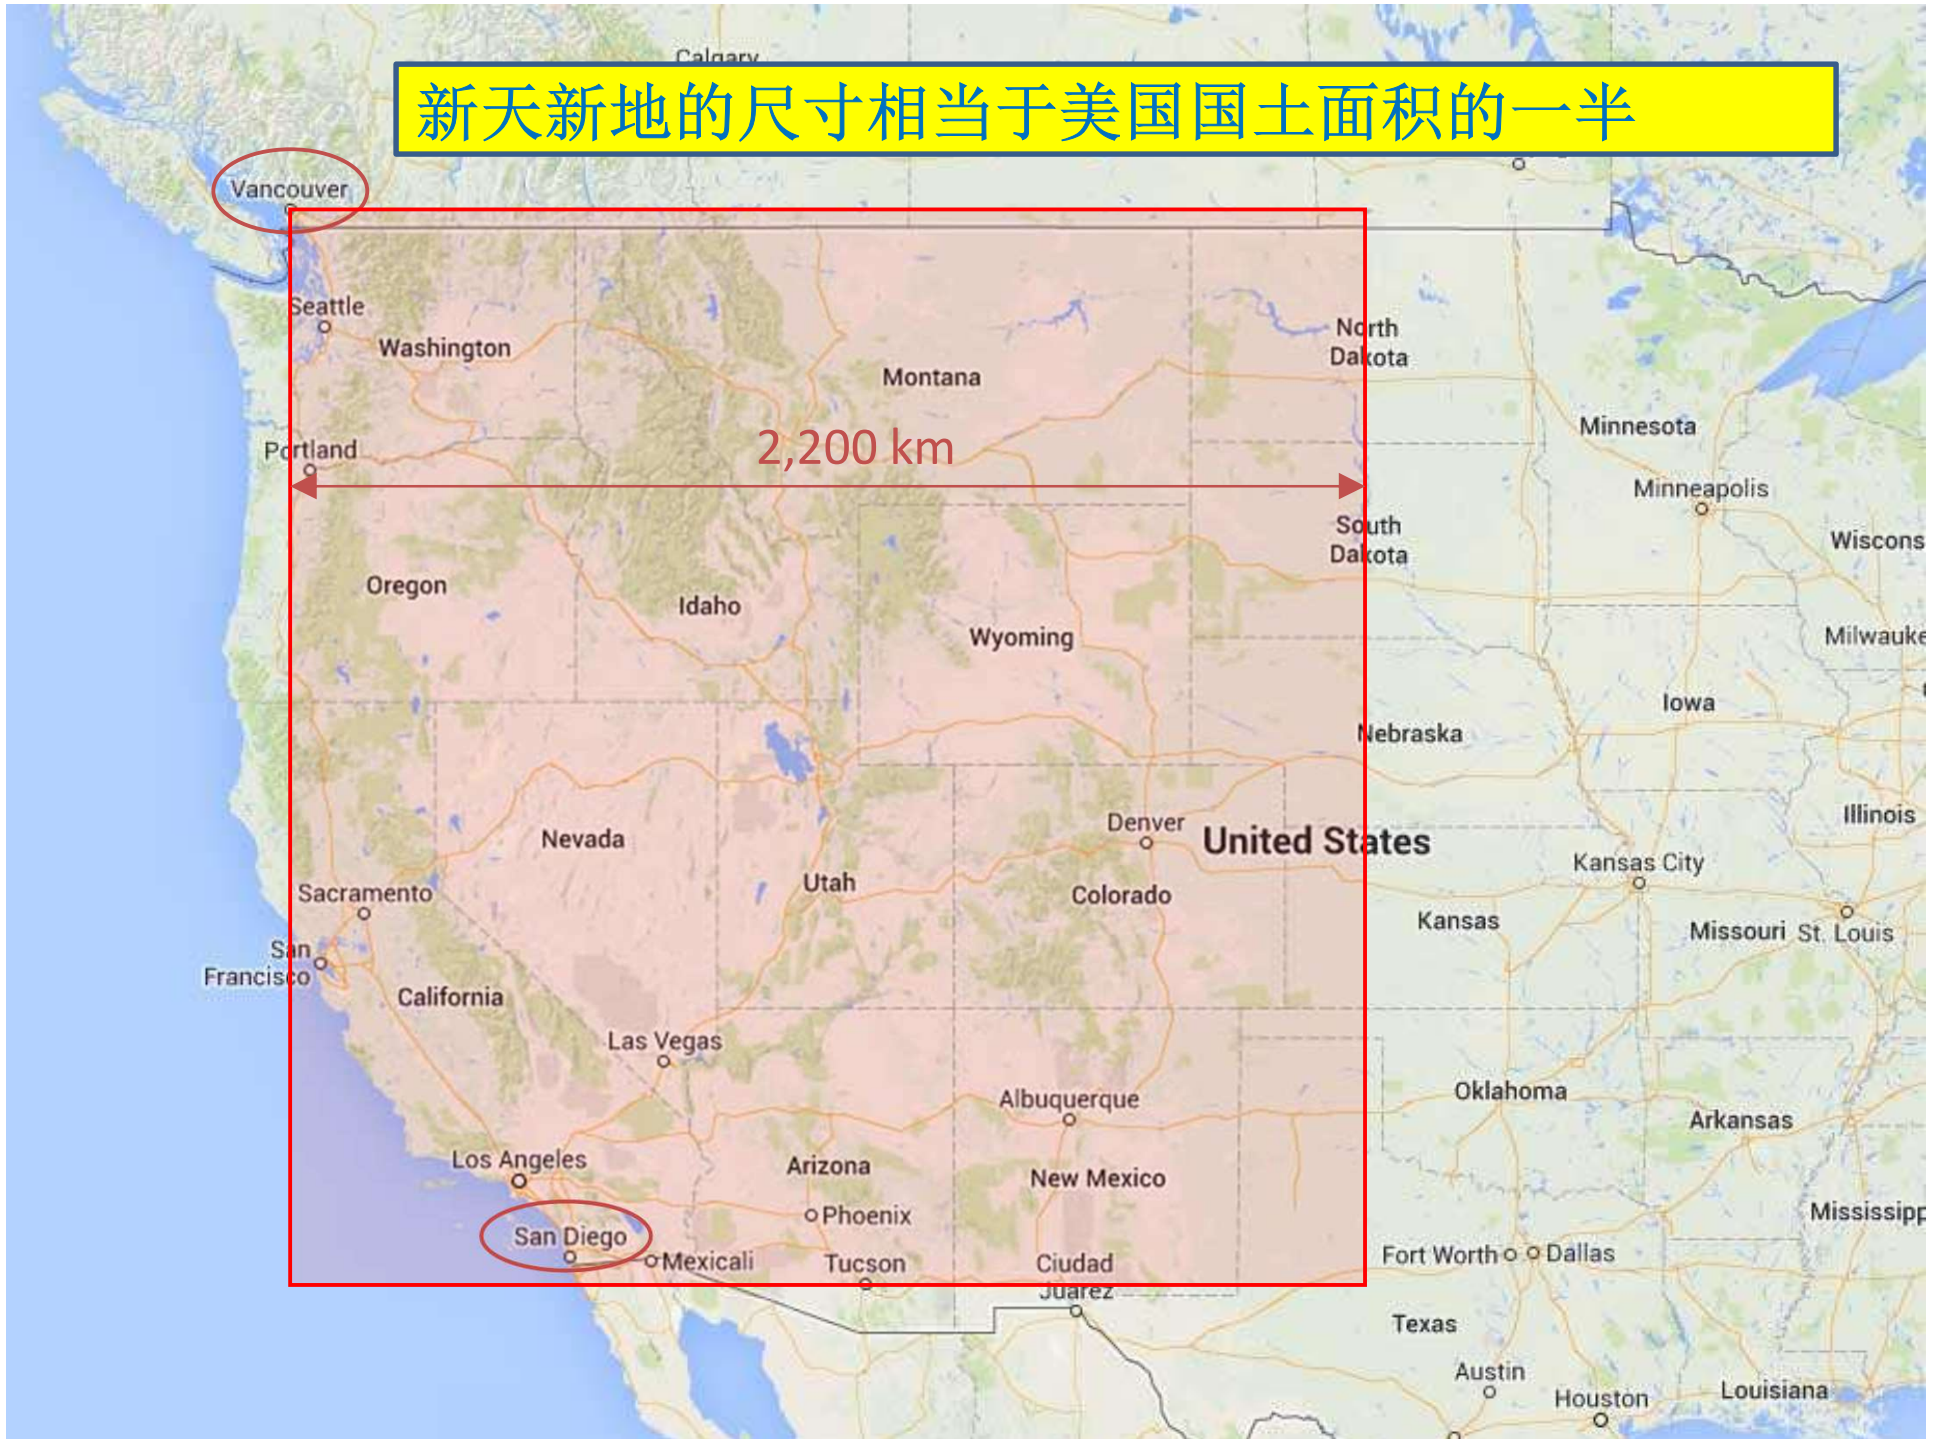 Calgary
新天新地的尺寸相当于美国国土面积的一半
Vancouver
Seattle
Washington
Montana
North
Dakota
Minnesota
Portland
2,200 km
Minneapolis
South
Dakota
Wiscons
Oregon
Idaho
Wyoming
Milwauke
Iowa
Nebraska
Illinois
Denver
United States
Nevada
Kansas City
Utah
Colorado
Sacramento
Kansas
Missouri
St. Louis
San
Francisco
California
Las Vegas
Albuquerque
Oklahoma
Arkansas
Los Angeles
Arizona
New Mexico
Phoenix
Mississipp
San Diego
Mexicali
Tucson
Ciudad
Juarez
Fort Worth
Dallas
Texas
Austin
Houston
Louisiana